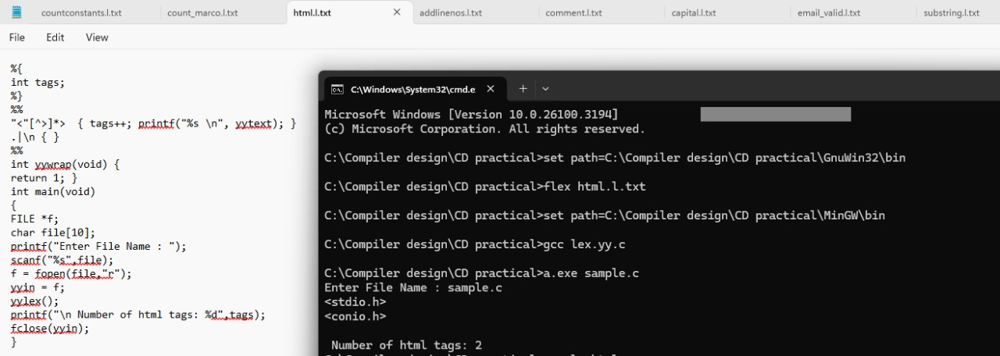 countconstants.l.txt count_marco.l.txt html.l.txt addlinenos.l.txt comment.l.txt capital.l.txt email_valid.l.txt substring.l.txt
File Edit View
%{
int tags;
%}
%%
"<"[^>]*> { tags++; printf("%s \n", yytext); }
.|\n { }
%%
int yywrap(void) {
return 1; }
int main(void)
{
FILE *f;
char file[10];
printf("Enter File Name : ");
scanf("%s",file);
f = fopen(file,"r");
yyin = f;
yylex();
printf("\n Number of html tags: %d",tags);
fclose(yyin);
}
C:\Windows\System32\cmd.e
Microsoft Windows [Version 10.0.26100.3194]
(c) Microsoft Corporation. All rights reserved.
C:\Compiler design\CD practical>set path=C:\Compiler design\CD practical\GnuWin32\bin
C:\Compiler design\CD practical>flex html.l.txt
C:\Compiler design\CD practical>set path=C:\Compiler design\CD practical\MinGW\bin
C:\Compiler design\CD practical>gcc lex.yy.c
C:\Compiler design\CD practical>a.exe sample.c
Enter File Name : sample.c
<stdio.h>
<conio.h>
Number of html tags: 2